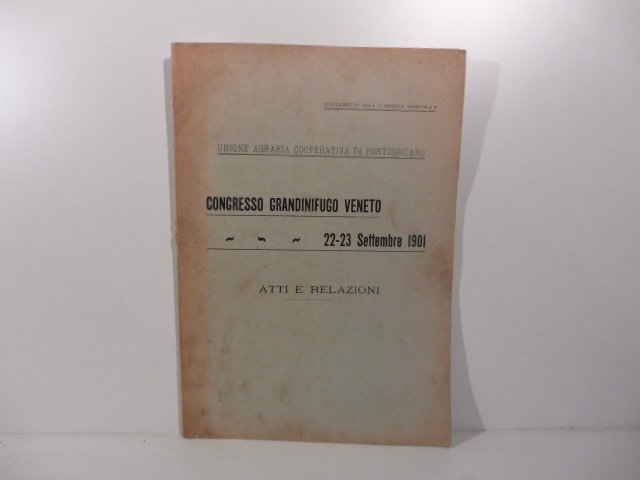 SUPPLEMENTO ALLA
UNIONE AGRARIA COOPERATIVA DI PORTOGRUARO
CONGRESSO GRANDINIFUGO VENETO
~ ~ ~ 22-23 Settembre 1901
ATTI E RELAZIONI